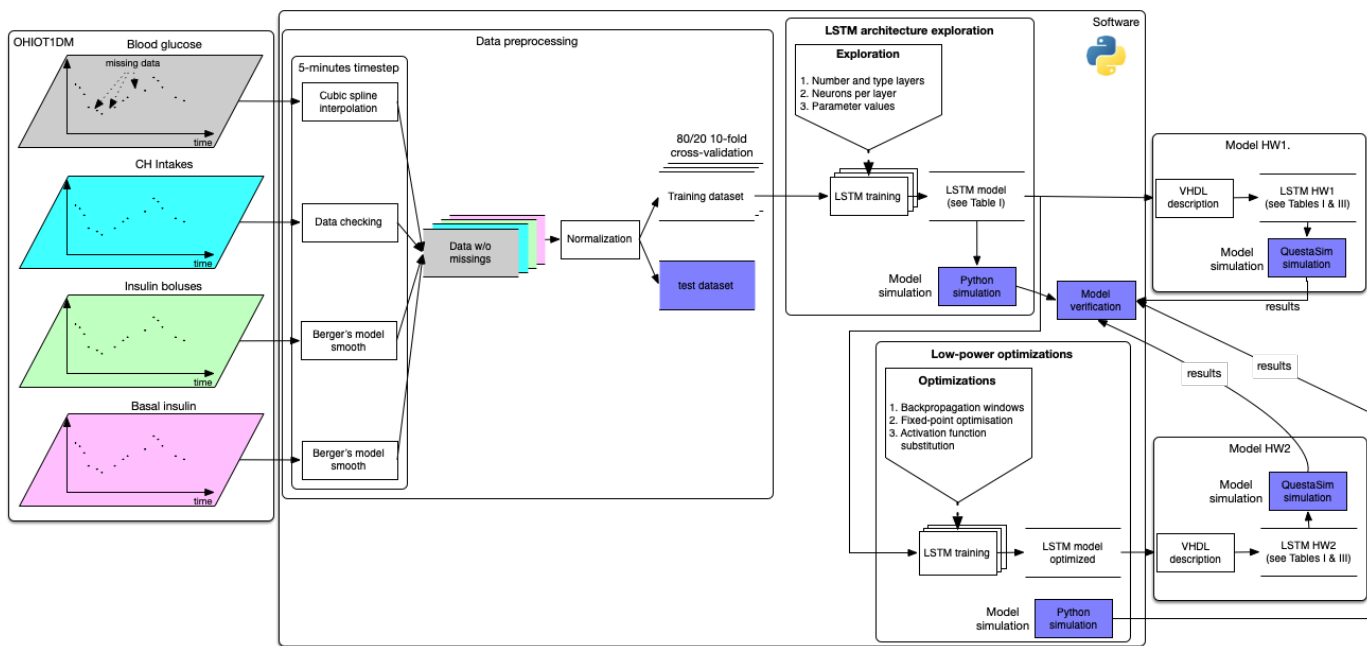 OHIOT1DM
Blood glucose
missing data
time
CH Intakes
time
Insulin boluses
time
Basal insulin
time
Software
Data preprocessing
5-minutes timestep
Cubic spline
interpolation
Data checking
Berger's model
smooth
Berger's model
smooth
Data w/o
missings
Normalization
80/20 10-fold
cross-validation
Training dataset
test dataset
LSTM architecture exploration
Exploration
1. Number and type layers
2. Neurons per layer
3. Parameter values
LSTM training
LSTM model
(see Table I)
Model
simulation
Python
simulation
Model
verification
Low-power optimizations
Optimizations
1. Backpropagation windows
2. Fixed-point optimisation
3. Activation function
substitution
LSTM training
LSTM model
optimized
Model
simulation
Python
simulation
Model HW1.
VHDL
description
LSTM HW1
(see Tables I & III)
Model
simulation
QuestaSim
simulation
results
results
results
Model HW2
Model
simulation
QuestaSim
simulation
VHDL
description
LSTM HW2
(see Tables I & III)